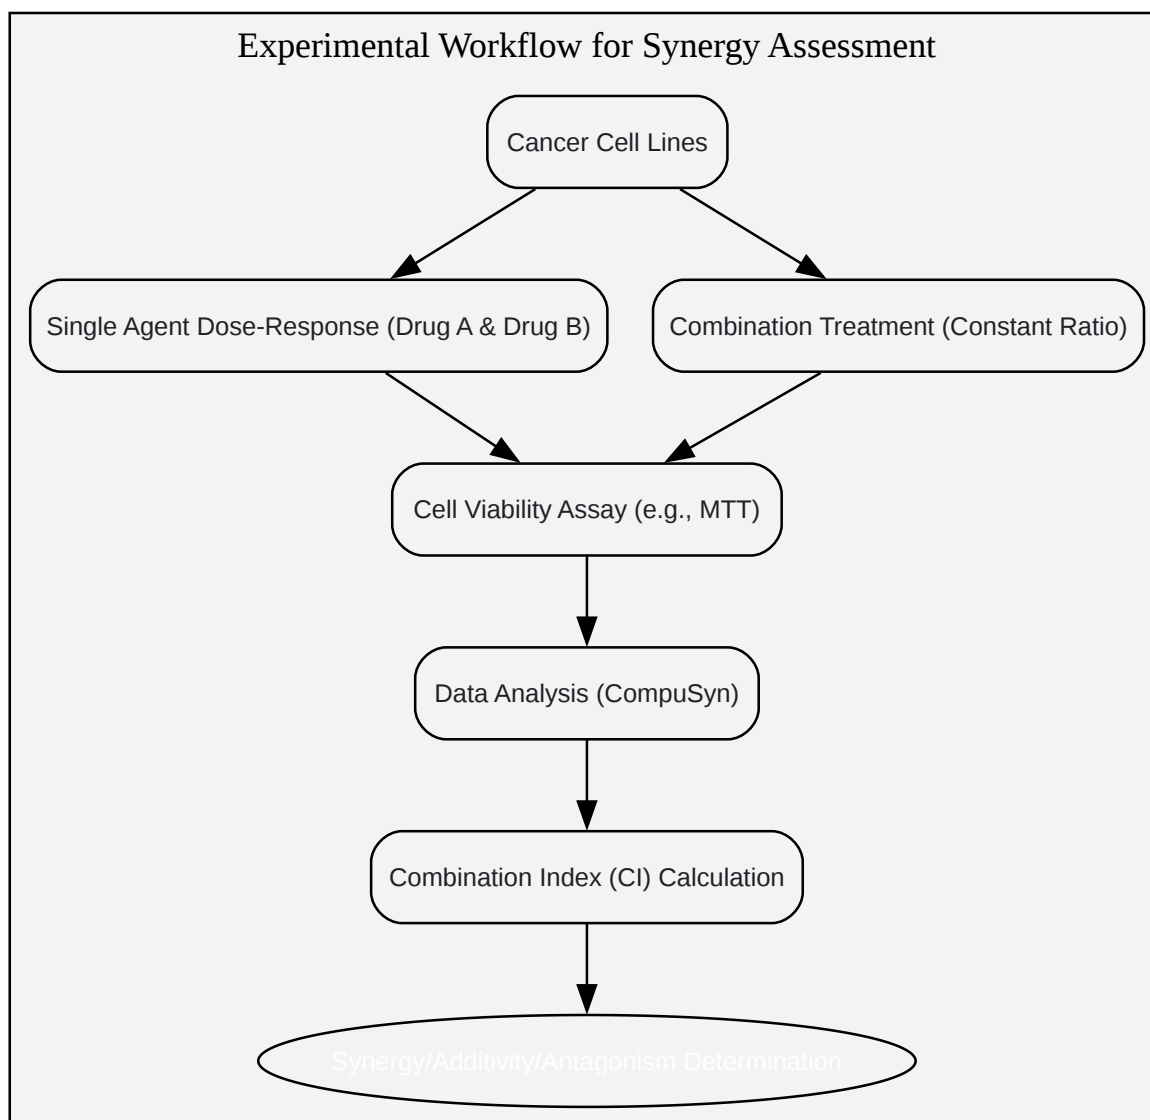 Experimental Workflow for Synergy Assessment
Cancer Cell Lines
Single Agent Dose-Response (Drug A & Drug B)
Combination Treatment (Constant Ratio)
Cell Viability Assay (e.g., MTT)
Data Analysis (CompuSyn)
Combination Index (CI) Calculation
Synergy/Additivity/Antagonism Determination